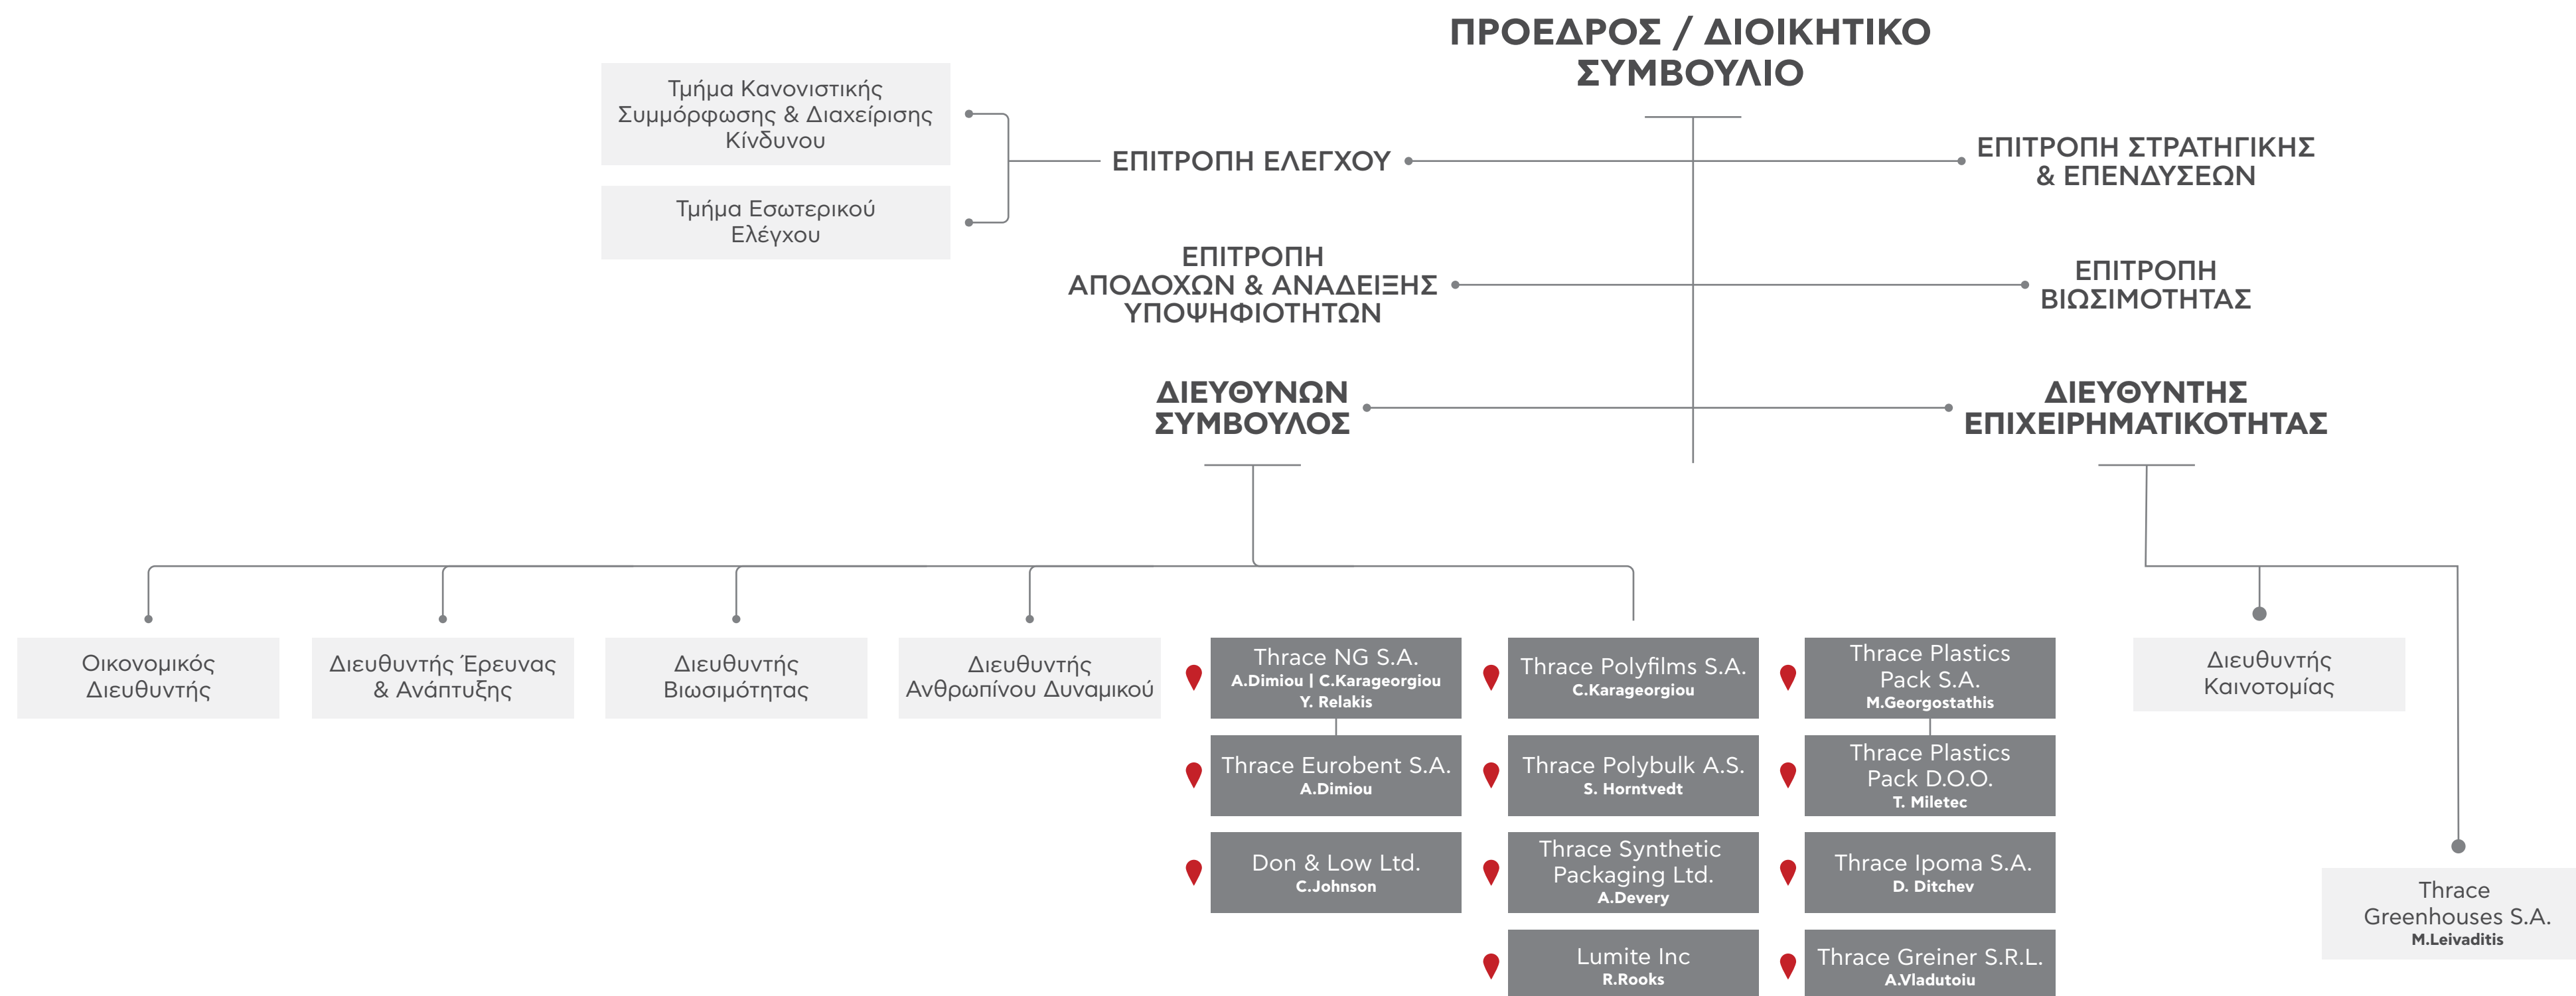 ΠΡΟΕΔΡΟΣ / ΔΙΟΙΚΗΤΙΚΟ
ΣΥΜΒΟΥΛΙΟ
Τμήμα Κανονιστικής
Συμμόρφωσης & Διαχείρισης
Κίνδυνου
Τμήμα Εσωτερικού
Ελέγχου
ΕΠΙΤΡΟΠΗ ΕΛΕΓΧΟΥ
ΕΠΙΤΡΟΠΗ ΣΤΡΑΤΗΓΙΚΗΣ
& ΕΠΕΝΔΥΣΕΩΝ
ΕΠΙΤΡΟΠΗ
ΑΠΟΔΟΧΩΝ & ΑΝΑΔΕΙΞΗΣ
ΥΠΟΨΗΦΙΟΤΗΤΩΝ
ΕΠΙΤΡΟΠΗ
ΒΙΩΣΙΜΟΤΗΤΑΣ
ΔΙΕΥΘΥΝΩΝ
ΣΥΜΒΟΥΛΟΣ
ΔΙΕΥΘΥΝΤΗΣ
ΕΠΙΧΕΙΡΗΜΑΤΙΚΟΤΗΤΑΣ
Οικονομικός
Διευθυντής
Διευθυντής Έρευνας
& Ανάπτυξης
Διευθυντής
Βιωσιμότητας
Διευθυντής
Ανθρωπίνου Δυναμικού
Thrace NG S.A.
A.Dimiou | C.Karageorgiou
Y. Relakis
Thrace Polyfilms S.A.
C.Karageorgiou
Thrace Plastics
Pack S.A.
M.Georgostathis
Διευθυντής
Καινοτομίας
Thrace Eurobent S.A.
A.Dimiou
Thrace Polybulk A.S.
S. Horntvedt
Thrace Plastics
Pack D.O.O.
T. Miletec
Don & Low Ltd.
C.Johnson
Thrace Synthetic
Packaging Ltd.
A.Devery
Thrace Ipoma S.A.
D. Ditchev
Thrace
Greenhouses S.A.
M.Leivaditis
Lumite Inc
R.Rooks
Thrace Greiner S.R.L.
A.Vladutoiu